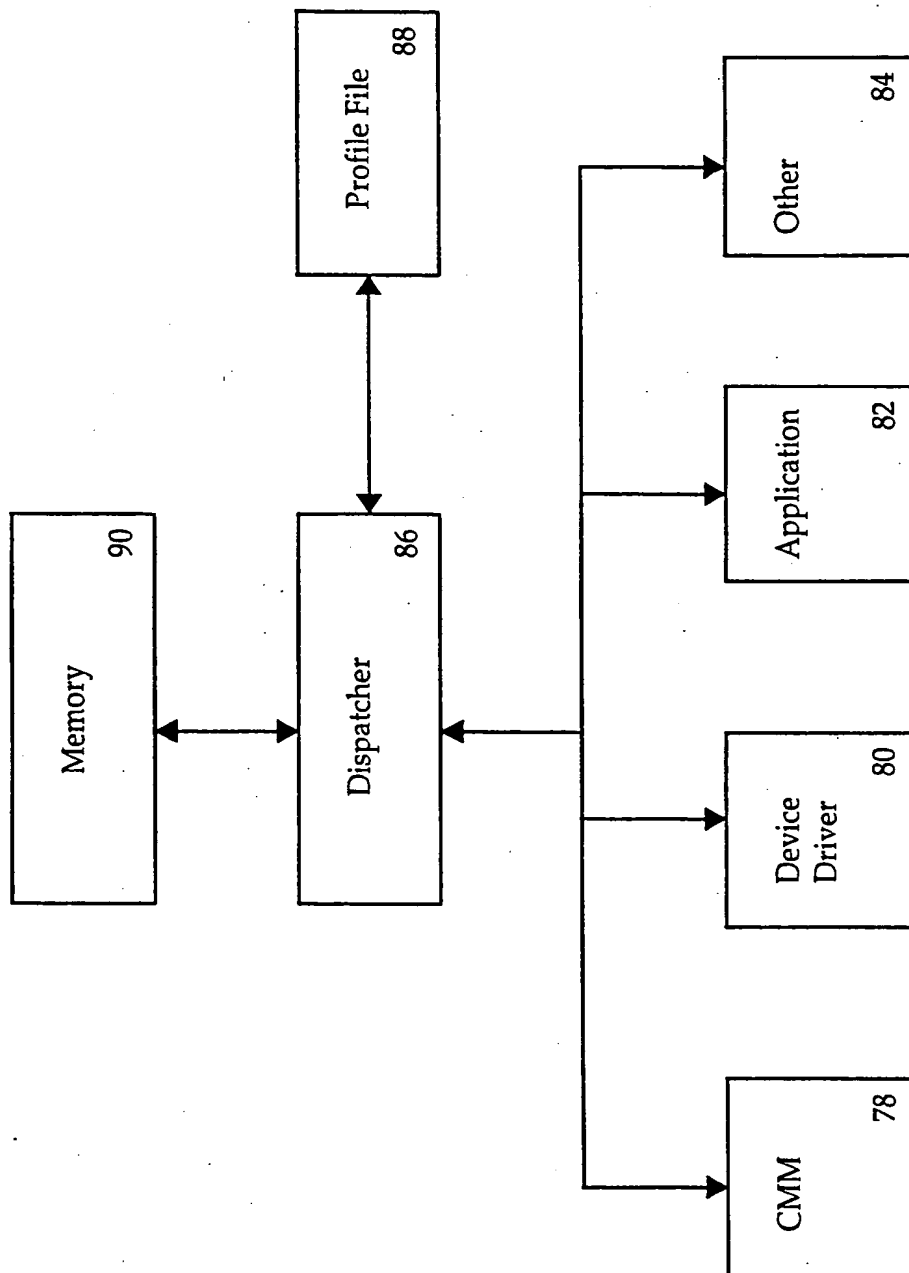 Memory
90
Profile File
88
Dispatcher
86
CMM
78
Device
Driver
80
Application
82
Other
84